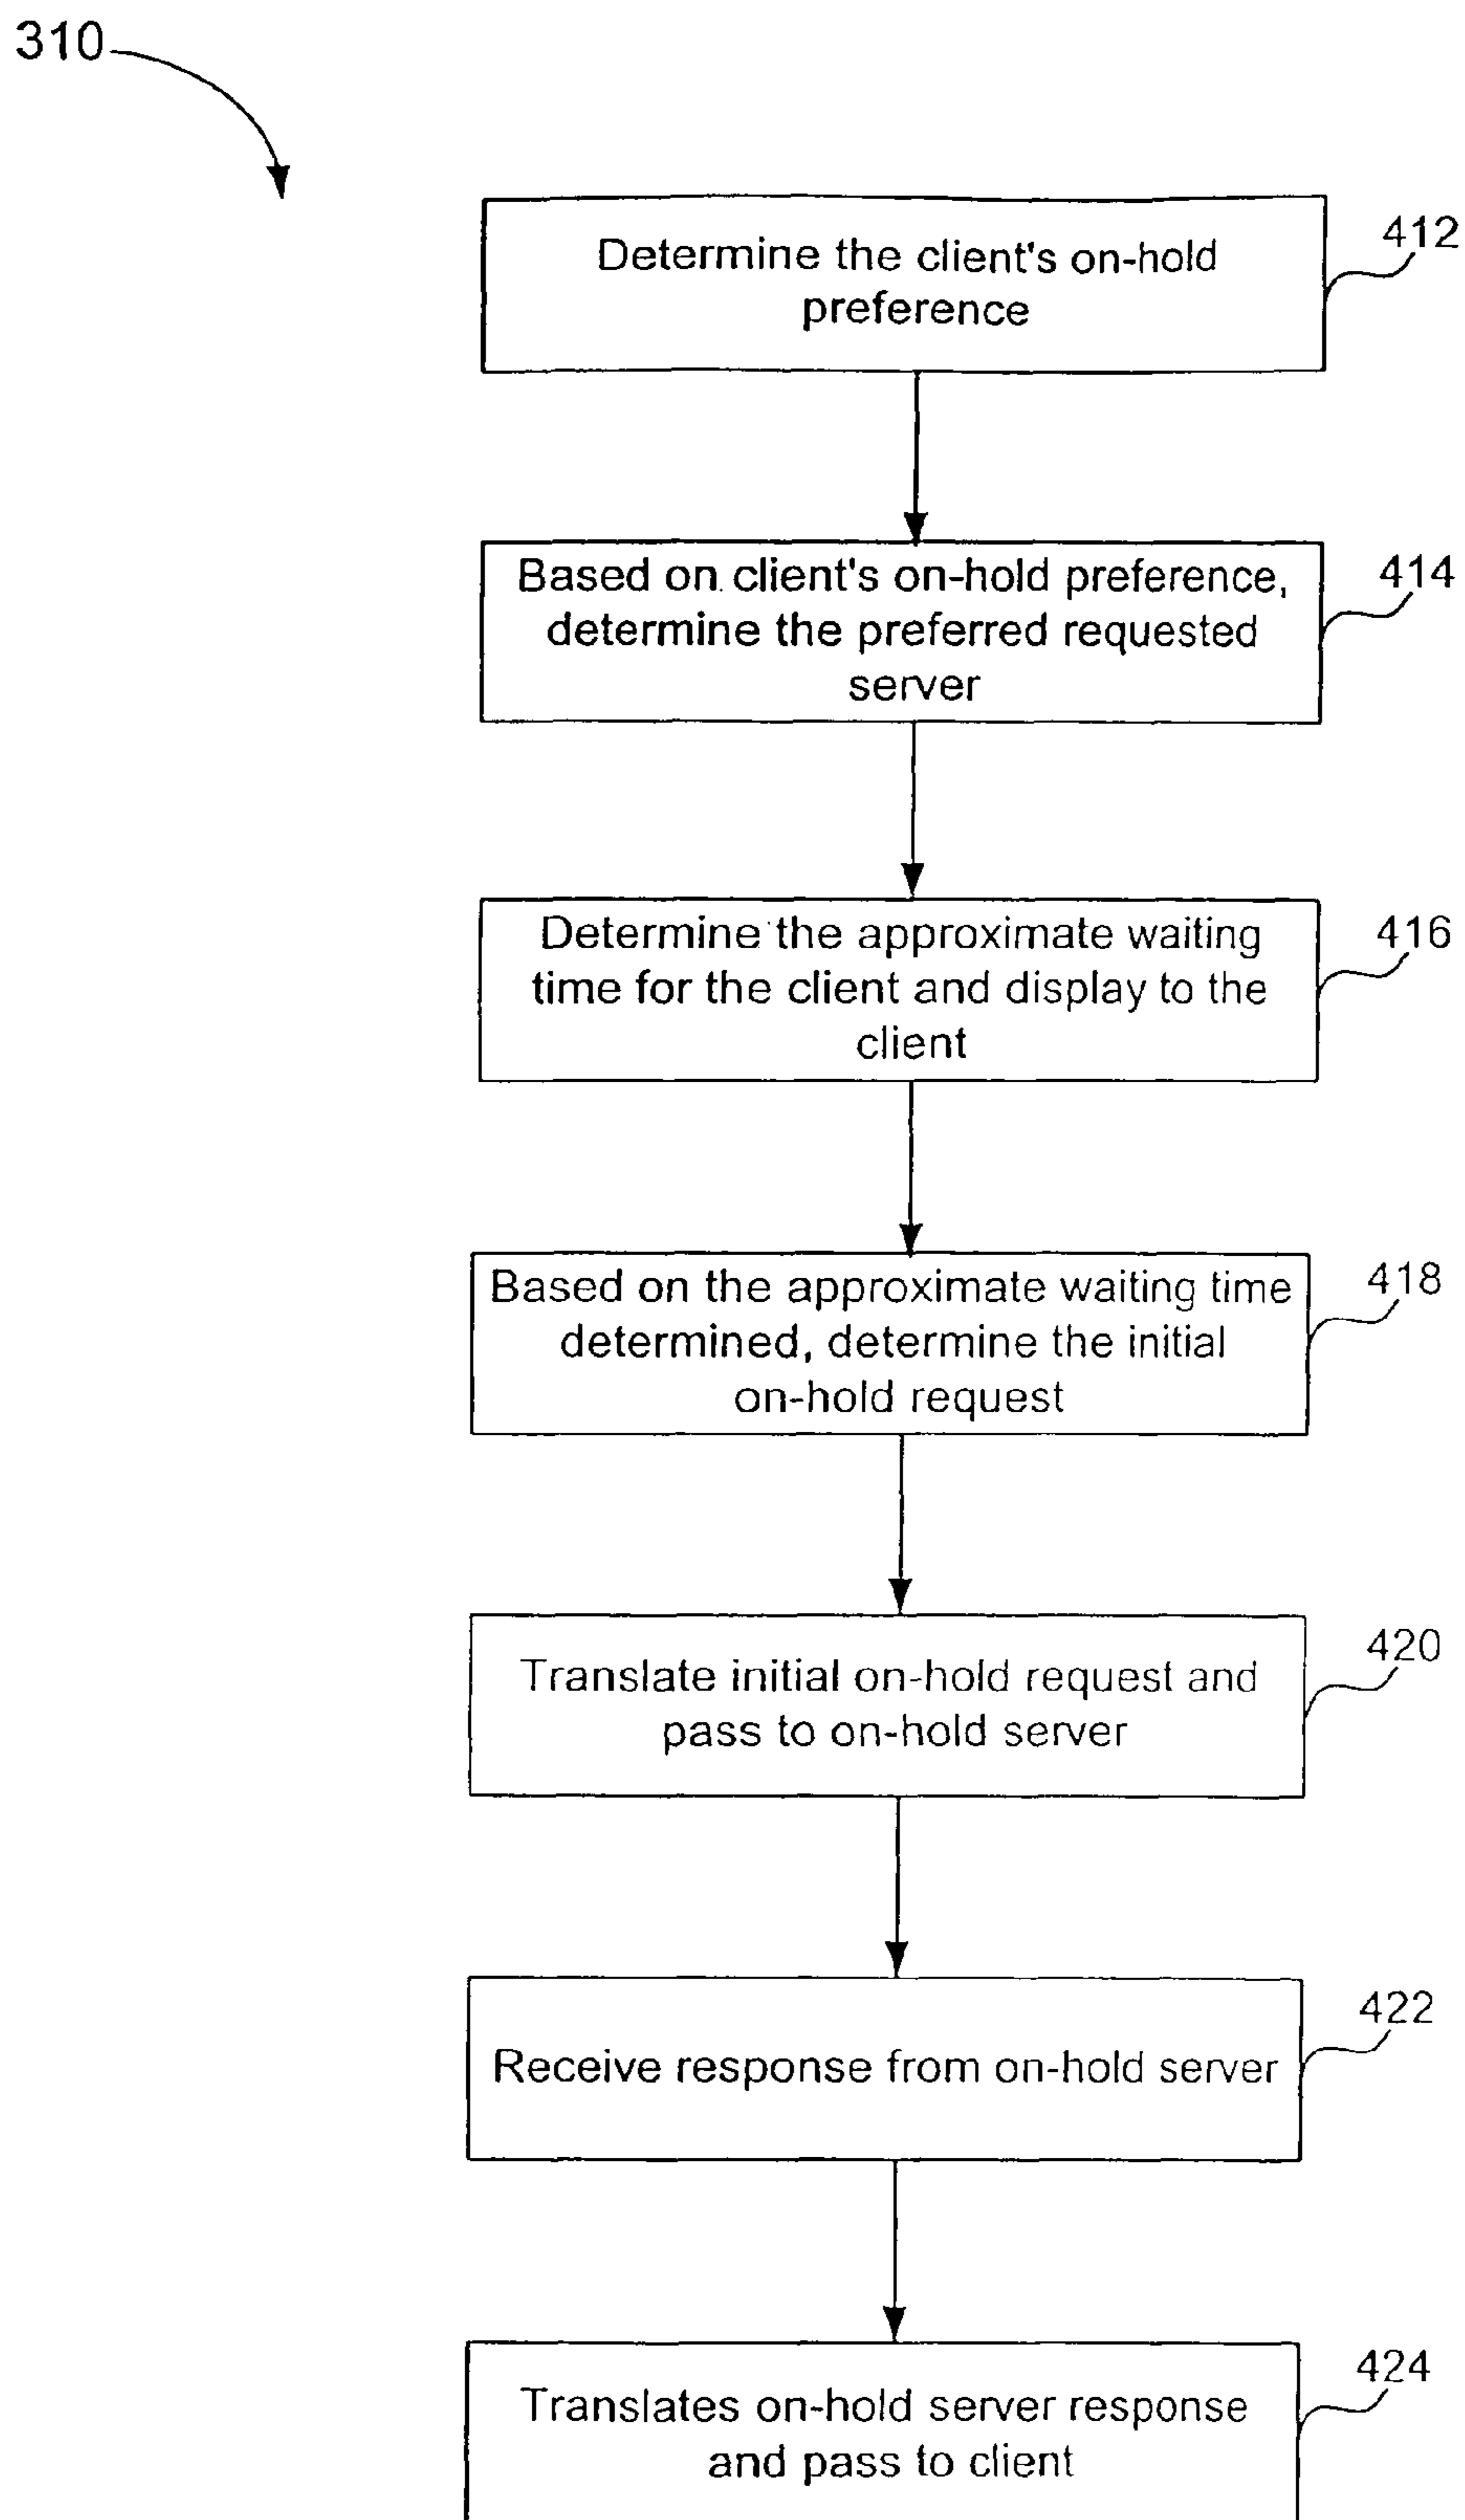 310
Determine the client's on-hold
preference
412
Based on client's on-hold preference,
determine the preferred requested
server
414
Determine the approximate waiting
time for the client and display to the
client
416
Based on the approximate waiting time
determined, determine the initial
on-hold request
418
Translate initial on-hold request and
pass to on-hold server
420
Receive response from on-hold server
422
Translates on-hold server response
and pass to client
424